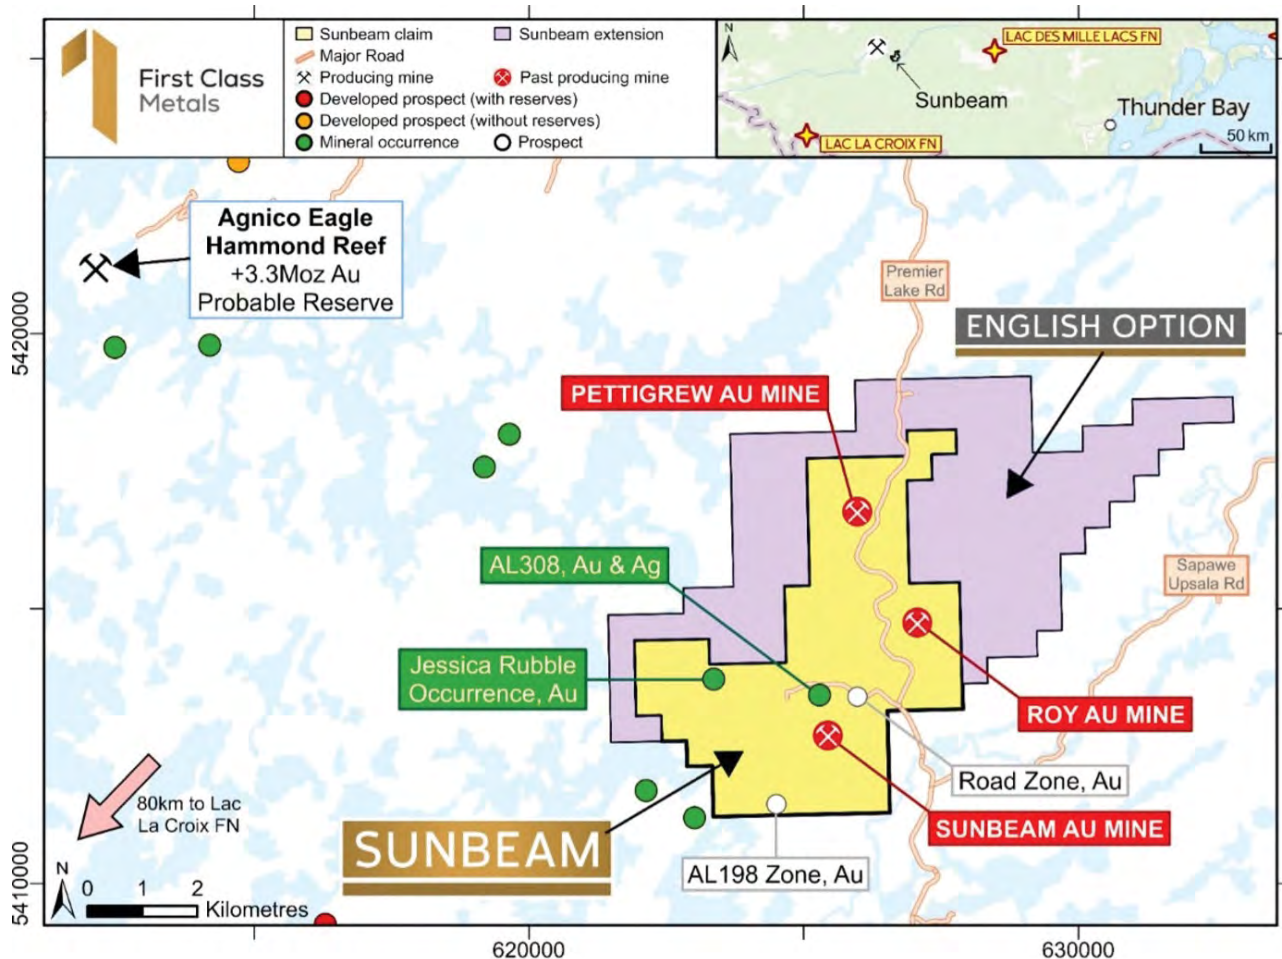 First Class
Metals
Sunbeam claim
Sunbeam extension
Major Road
Producing mine
Past producing mine
Developed prospect (with reserves)
Developed prospect (without reserves)
Mineral occurrence
Prospect
N
LAC DES MILLE LACS FN
Sunbeam
Thunder Bay
LAC LA CROIX FN
50 km
Agnico Eagle
Hammond Reef
+3.3Moz Au
Probable Reserve
Premier
Lake Rd
5420000
ENGLISH OPTION
PETTIGREW AU MINE
AL308, Au & Ag
Sapawe
Upsala Rd
Jessica Rubble
Occurrence, Au
ROY AU MINE
Road Zone, Au
80km to Lac
La Croix FN
SUNBEAM AU MINE
SUNBEAM
AL198 Zone, Au
N
0 1 2
Kilometres
5410000
620000
630000